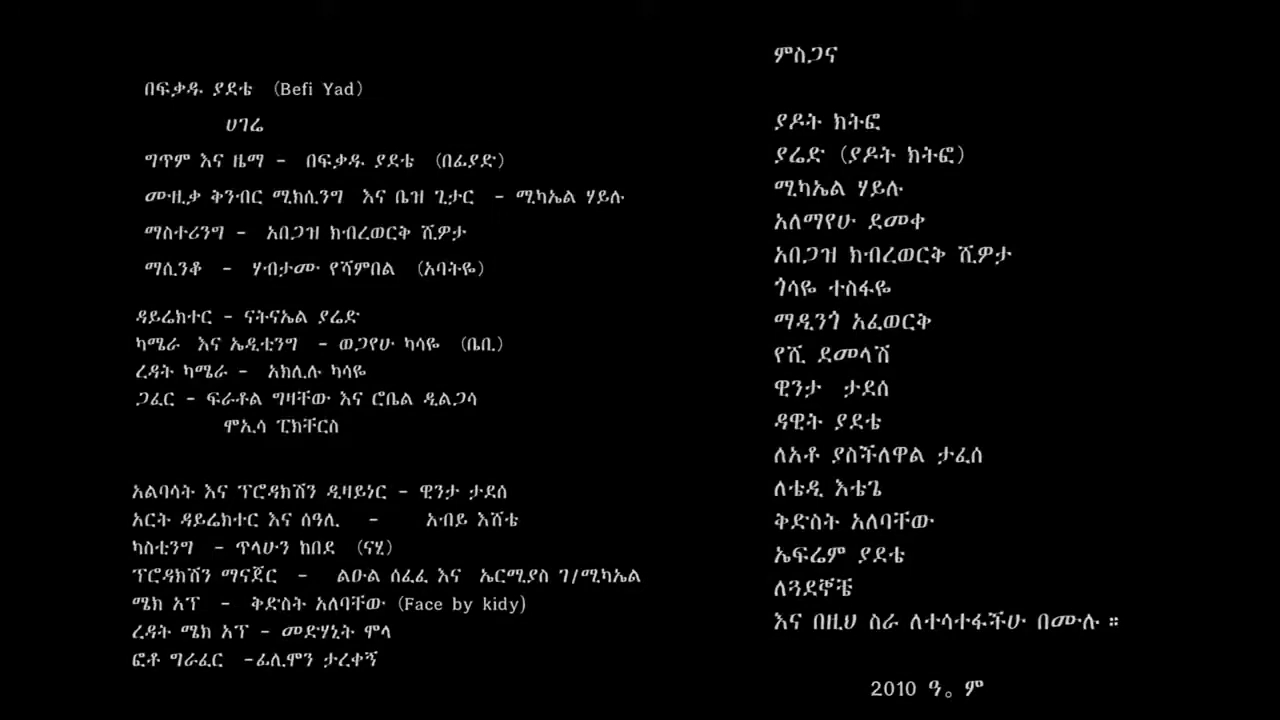 በፍቃዱ ያደቴ (Befi Yad)
ሀገሬ
ግጥም እና ዜማ - በፍቃዱ ያደቴ (በፊያድ)
ሙዚቃ ቅንብር ሚክሲንግ እና ቤዝ ጊታር - ሚካኤል ሃይሉ
ማስተሪንግ - አበጋዝ ክብረወርቅ ሺዎታ
ማሲንቆ - ሃብታሙ የሻምበል (አባትዬ)
ዳይሬክተር - ናትናኤል ያሬድ
ካሜራ እና ኤዲቲንግ - ወጋየሁ ካሳዬ (ቤቢ)
ረዳት ካሜራ - አክሊሉ ካሳዬ
ጋፈር - ፍራቶል ግዛቸው እና ሮቤል ዲልጋሳ
ሞኢሳ ፒክቸርስ
አልባሳት እና ፕሮዳክሽን ዲዛይነር - ዊንታ ታደሰ
አርት ዳይሬክተር እና ሰዓሊ - አብይ እሸቴ
ካስቲንግ - ጥላሁን ከበደ (ናሂ)
ፕሮዳክሽን ማናጀር - ልዑል ሰፈፈ እና ኤርሚያስ ገ/ሚካኤል
ሜክ አፕ - ቅድስት አለባቸው (Face by kidy)
ረዳት ሜክ አፕ - መድሃኒት ሞላ
ፎቶ ግራፈር -ፊሊሞን ታረቀኝ
ምስጋና
ያዶት ክትፎ
ያሬድ (ያዶት ክትፎ)
ሚካኤል ሃይሉ
አለማየሁ ደመቀ
አበጋዝ ክብረወርቅ ሺዎታ
ጎሳዬ ተስፋዬ
ማዲንጎ አፈወርቅ
የሺ ደመላሽ
ዊንታ ታደሰ
ዳዊት ያደቴ
ለአቶ ያስችለዋል ታፈሰ
ለቴዲ እቴጌ
ቅድስት አለባቸው
ኤፍሬም ያደቴ
ለጓደኞቼ
እና በዚህ ስራ ለተሳተፋችሁ በሙሉ ።
2010 ዓ። ም